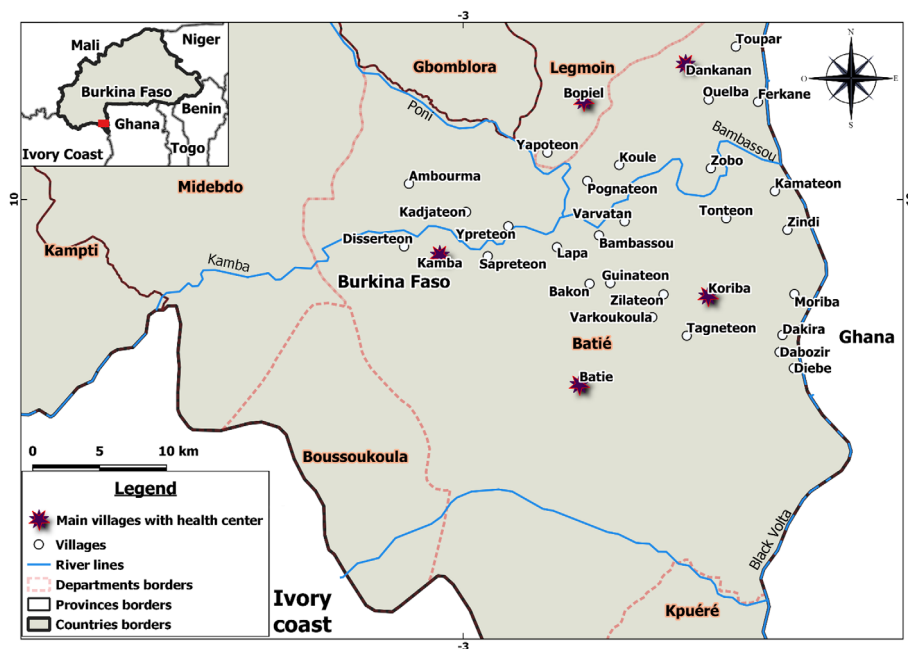 -3
Mali
Niger
Burkina Faso
Benin
Ghana
Togo
Ivory Coast
Gbomblora
Legmoin
Toupar
Dankanan
N
O
E
S
Bopiel
Ouelba
Ferkane
Poni
Yapoteon
Koule
Zobo
Bambassou
Midebdo
Ambourma
Pognateon
Kamateon
10
Kadjateon
Varvatan
Tonteon
Zindi
Kampti
Disserteon
Ypreteon
Bambassou
Kamba
Kamba
Sapreteon
Lapa
Burkina Faso
Bakon
Guinateon
Zilateon
Koriba
Moriba
Varkoukoula
Tagneteon
Dakira
Ghana
Batié
Dabozir
Diebe
Batie
Boussoukoula
0
5
10 km
Legend
Main villages with health center
Villages
River lines
Departments borders
Provinces borders
Countries borders
Black Volta
Ivory
coast
Kpuéré
-3